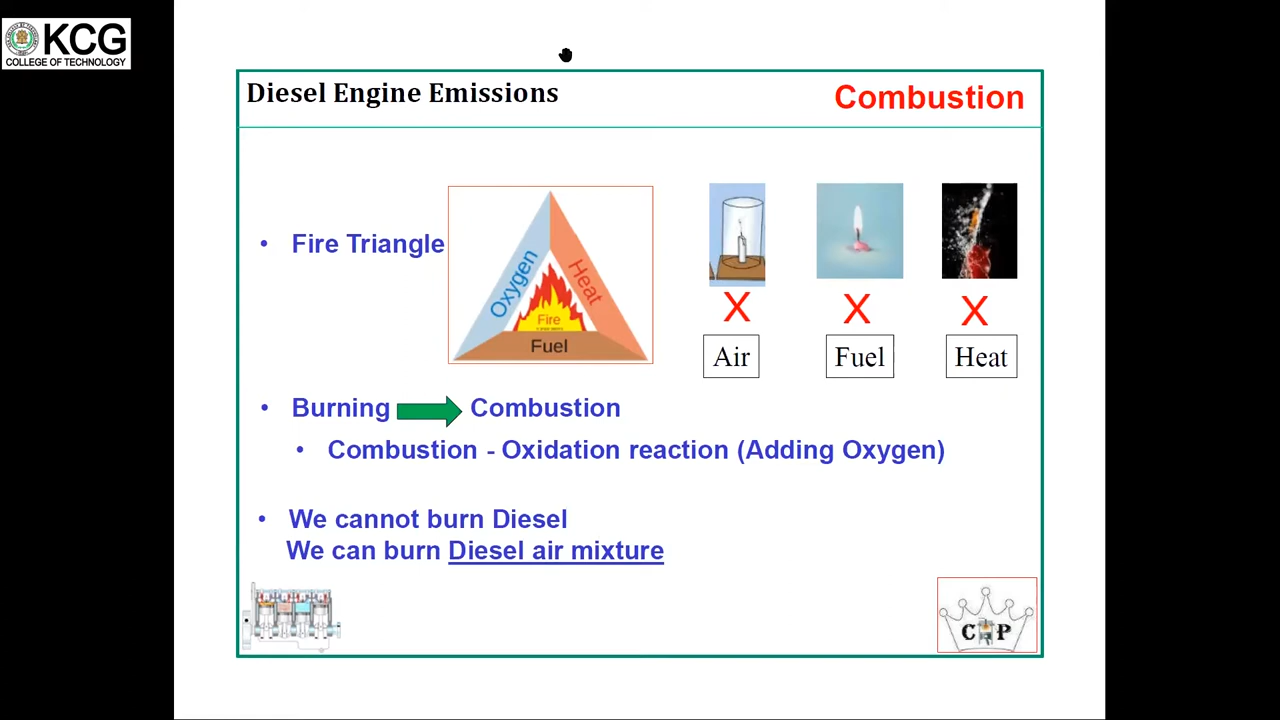 KCG
COLLEGE OF TECHNOLOGY
Diesel Engine Emissions
Combustion
• Fire Triangle
Oxygen
Heat
Fire
Fuel
X X X
Air Fuel Heat
• Burning Combustion
• Combustion - Oxidation reaction (Adding Oxygen)
• We cannot burn Diesel
We can burn Diesel air mixture
C P